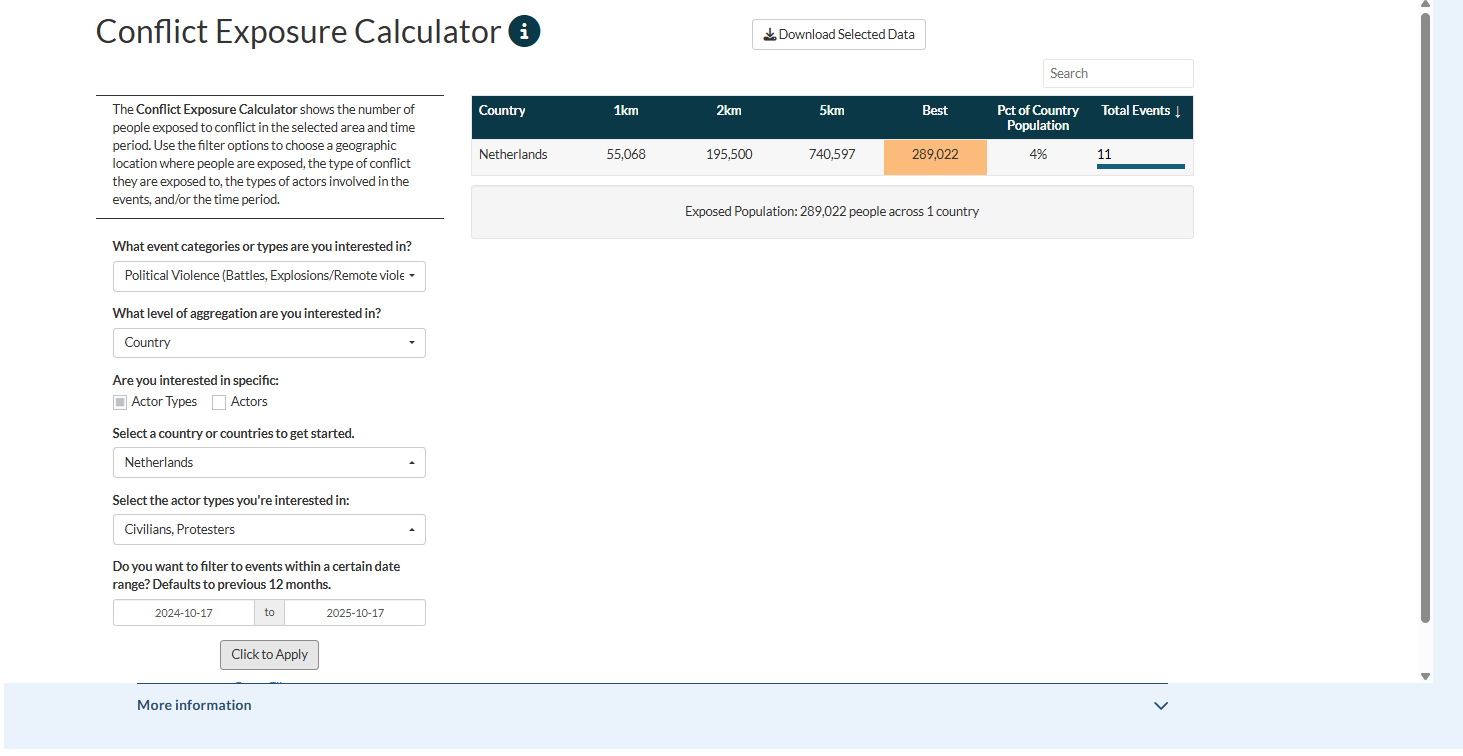 Conflict Exposure Calculator
Download Selected Data
Search
The Conflict Exposure Calculator shows the number of
people exposed to conflict in the selected area and time
period. Use the filter options to choose a geographic
location where people are exposed, the type of conflict
they are exposed to, the types of actors involved in the
events, and/or the time period.
Country 1km 2km 5km Best Pct of Country Population Total Events ↓
Netherlands 55,068 195,500 740,597 289,022 4% 11
Exposed Population: 289,022 people across 1 country
What event categories or types are you interested in?
Political Violence (Battles, Explosions/Remote viole
What level of aggregation are you interested in?
Country
Are you interested in specific:
Actor Types Actors
Select a country or countries to get started.
Netherlands
Select the actor types you're interested in:
Civilians, Protesters
Do you want to filter to events within a certain date
range? Defaults to previous 12 months.
2024-10-17 to 2025-10-17
Click to Apply
More information